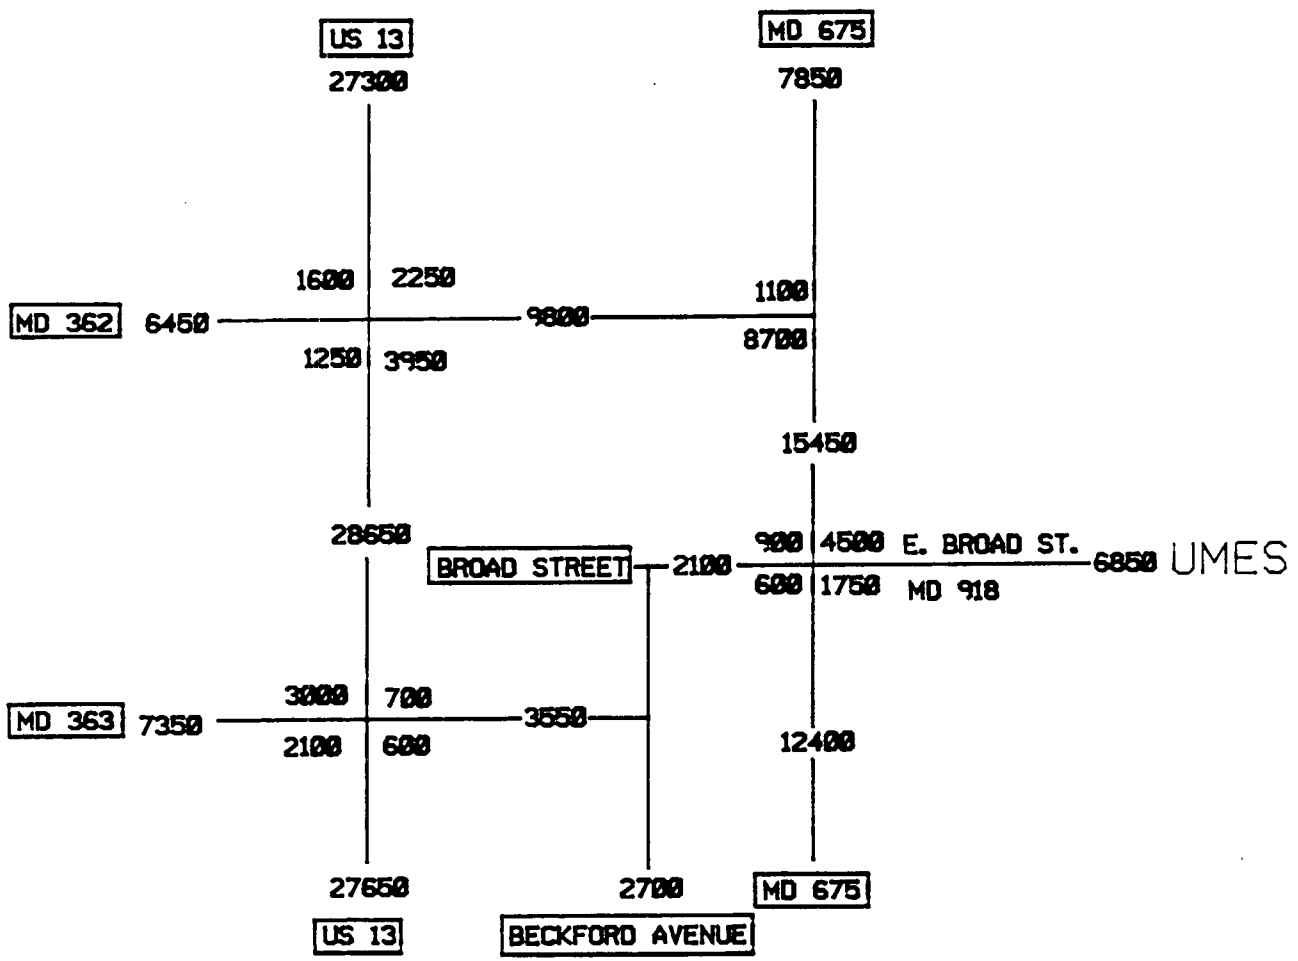 US 13
MD 675
27300
7850
1600 2250
1100
MD 362 6450 9800
8700
1250 3950
15450
28650
900 4500 E. BROAD ST.
BROAD STREET 2100 6850 UMES
600 1750 MD 918
3000 700
MD 363 7350 3550
2100 600
12400
27650 2700 MD 675
US 13 BECKFORD AVENUE